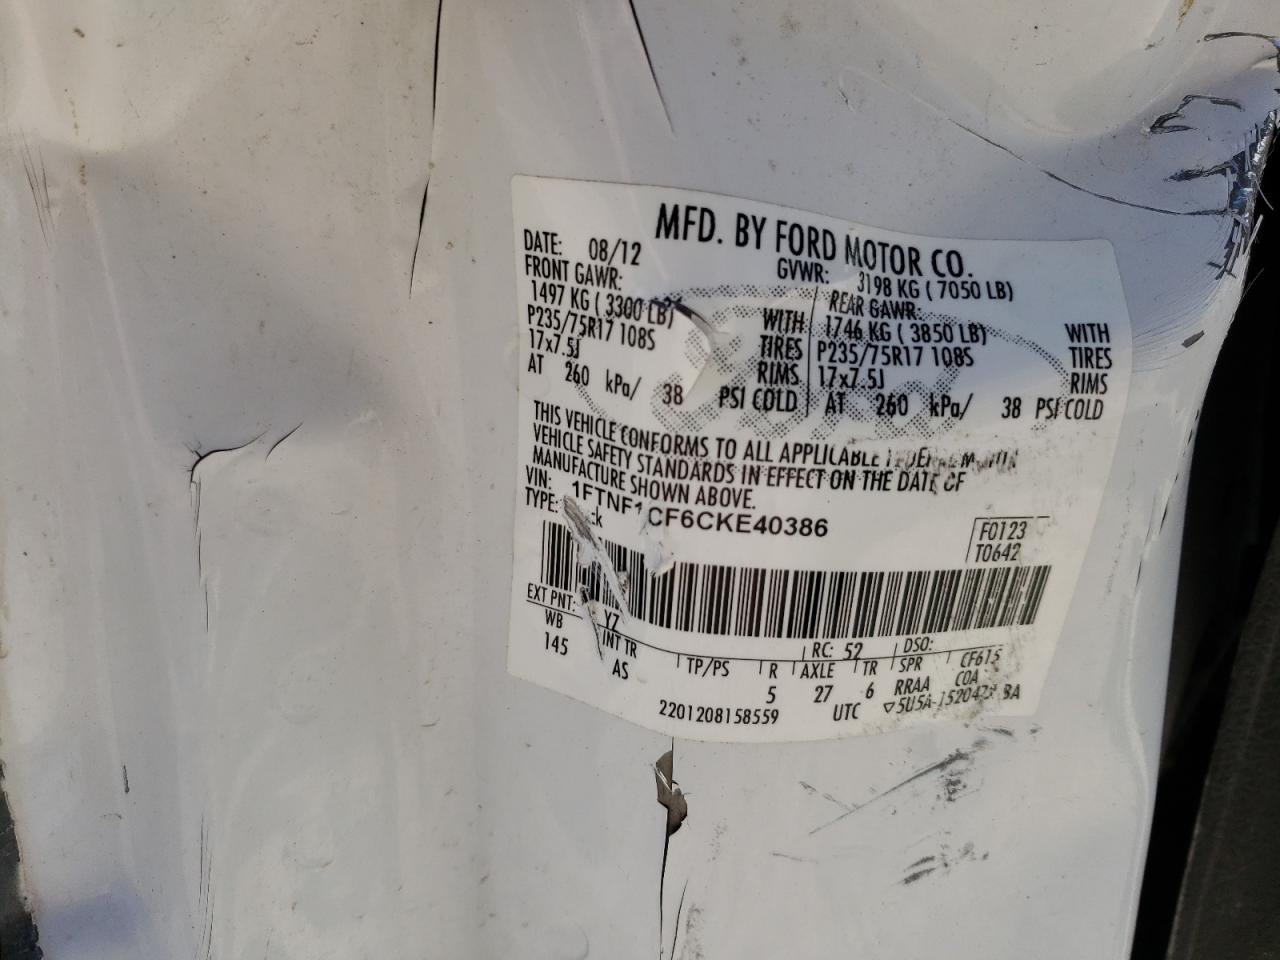 MFD. BY FORD MOTOR CO.
DATE: 08/12 GVWR: 3198 KG ( 7050 LB)
FRONT GAWR: REAR GAWR:
1497 KG ( 3300 LB) WITH 1746 KG ( 3850 LB) WITH
P235/75R17 108S TIRES P235/75R17 108S TIRES
17x7.5J RIMS 17x7.5J RIMS
AT 260 kPa/ 38 PSI COLD AT 260 kPa/ 38 PSI COLD
THIS VEHICLE CONFORMS TO ALL APPLICABLE
VEHICLE SAFETY STANDARDS IN EFFECT ON THE DATE OF
MANUFACTURE SHOWN ABOVE.
VIN: 1FTNF1CF6CKE40386
TYPE:
F0123
T0642
EXT PNT: YZ RC: 52 DSO:
WB INT TR TP/PS R AXLE TR SPR CF615
145 AS 5 27 6 RRAA COA
2201208158559 UTC